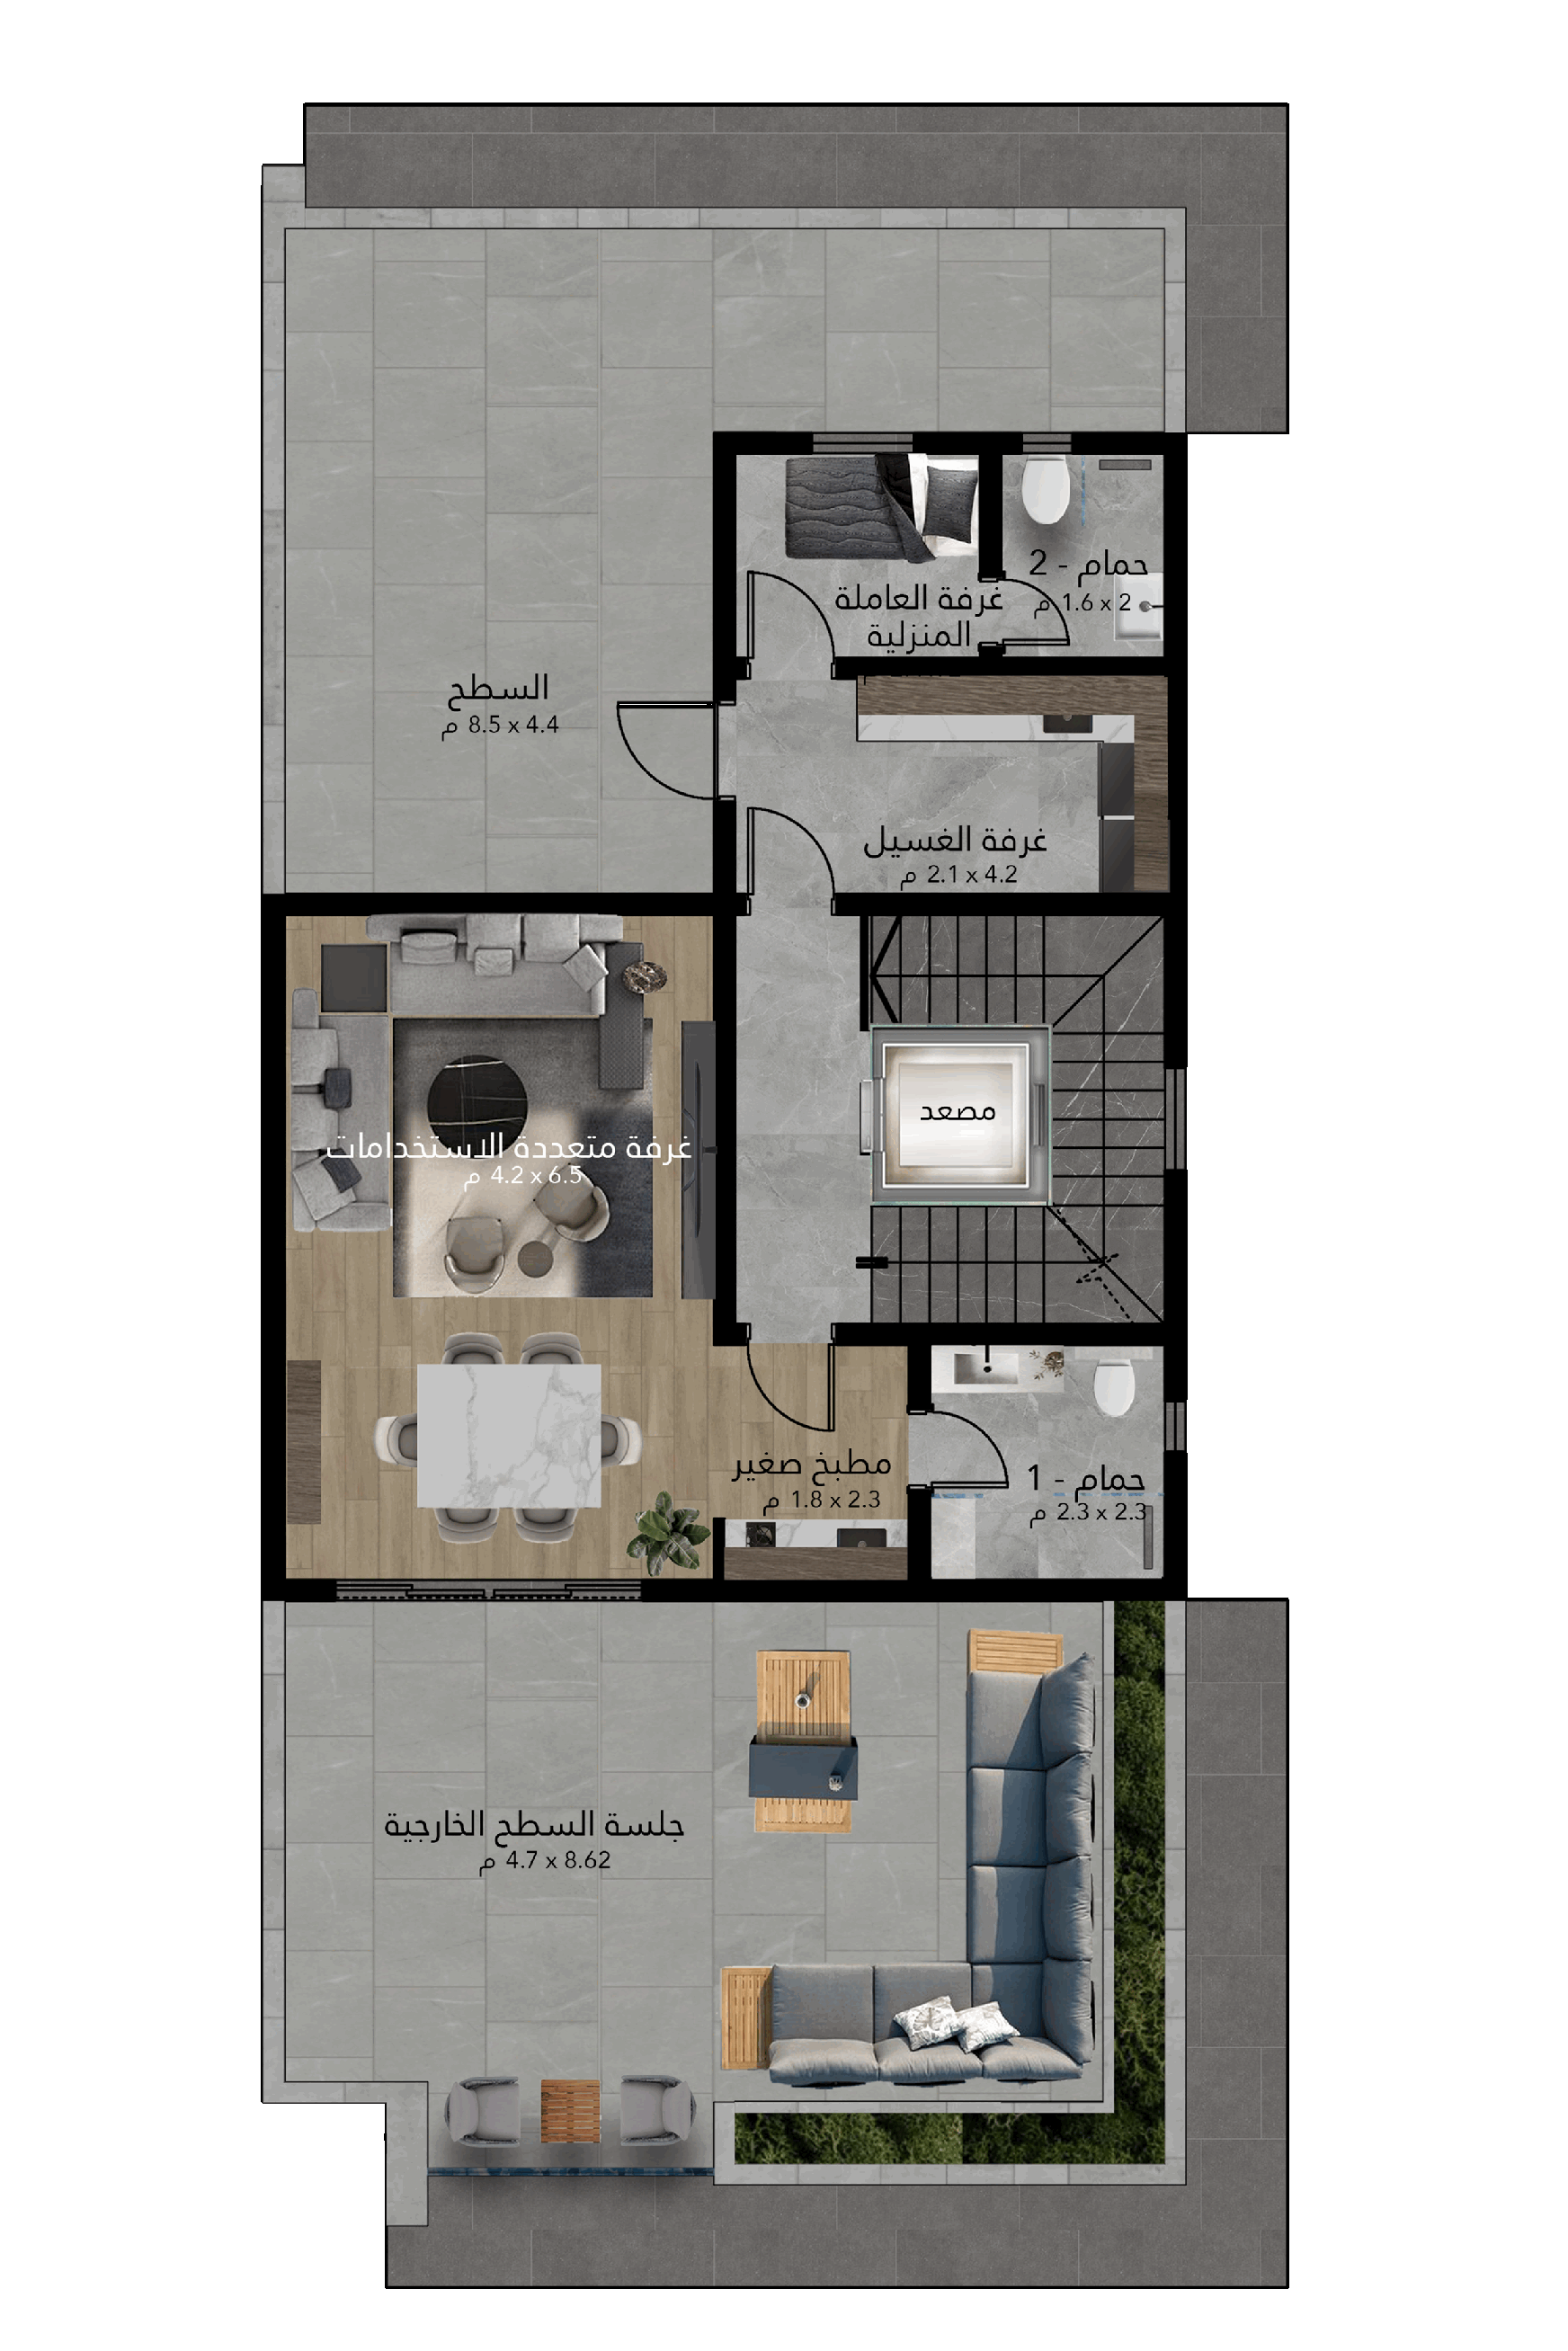 حمام - 2
1.6 x 2 م
غرفة العاملة
المنزلية
السطح
8.5 x 4.4 م
غرفة الغسيل
2.1 x 4.2 م
مصعد
غرفة متعددة الاستخدامات
4.2 x 6.5 م
مطبخ صغير
1.8 x 2.3 م
حمام - 1
2.3 x 2.3 م
جلسة السطح الخارجية
4.7 x 8.62 م